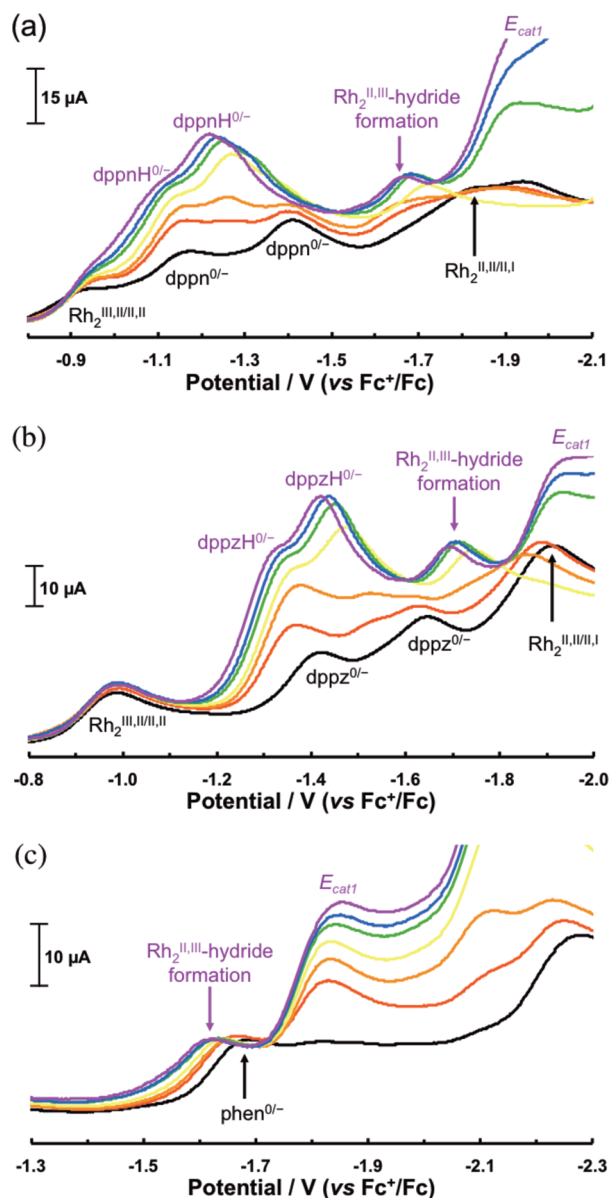 (a)
E_cat1
15 µA
Rh₂^II,III-hydride
formation
dppnH^0/–
dppnH^0/–
dppn^0/–
dppn^0/–
Rh₂^III,II/II,II
Rh₂^II,II/II,I
-0.9 -1.1 -1.3 -1.5 -1.7 -1.9 -2.1
Potential / V (vs Fc⁺/Fc)
(b)
E_cat1
dppzH^0/–
Rh₂^II,III-hydride
formation
dppzH^0/–
10 µA
dppz^0/–
dppz^0/–
Rh₂^II,II/II,I
Rh₂^III,II/II,II
-0.8 -1.0 -1.2 -1.4 -1.6 -1.8 -2.0
Potential / V (vs Fc⁺/Fc)
(c)
E_cat1
10 µA
Rh₂^II,III-hydride
formation
phen^0/–
-1.3 -1.5 -1.7 -1.9 -2.1 -2.3
Potential / V (vs Fc⁺/Fc)